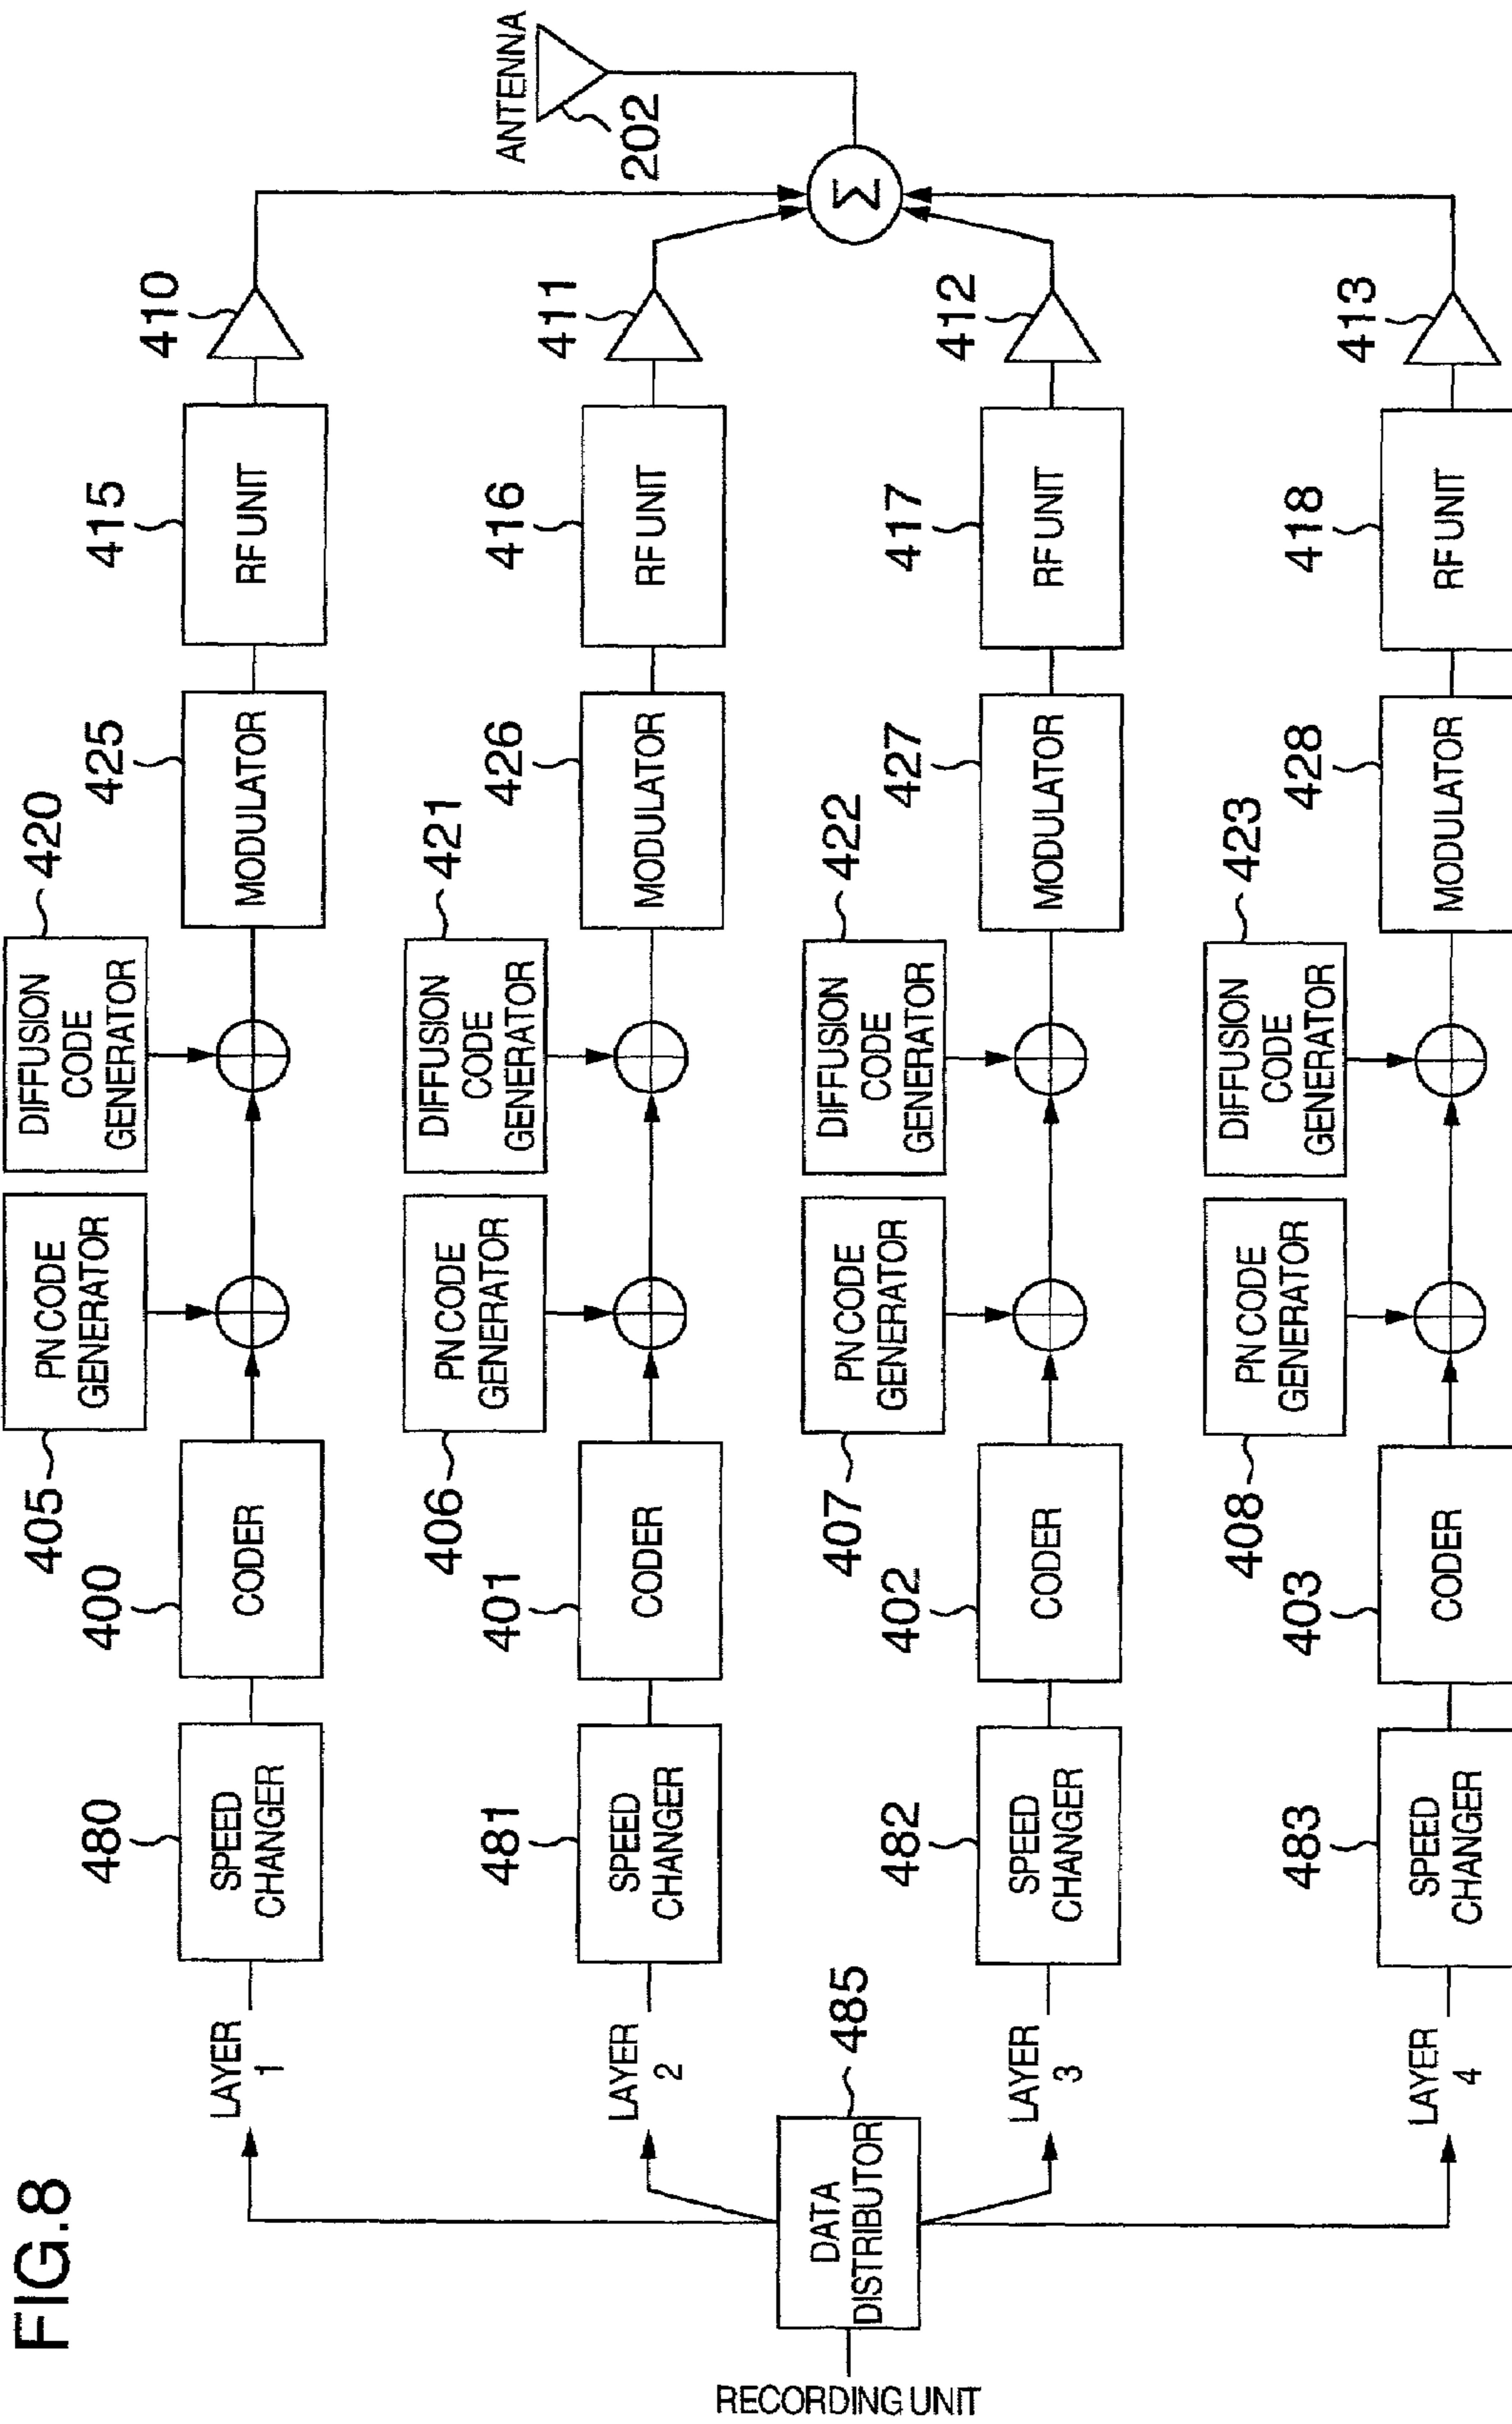 FIG.8
405
PN CODE
GENERATOR
DIFFUSION
CODE
GENERATOR
420
LAYER
1
480
SPEED
CHANGER
400
CODER
425
MODULATOR
415
RF UNIT
410
406
PN CODE
GENERATOR
DIFFUSION
CODE
GENERATOR
421
LAYER
2
481
SPEED
CHANGER
401
CODER
426
MODULATOR
416
RF UNIT
411
ANTENNA
202
RECORDING UNIT
DATA
DISTRIBUTOR
485
Σ
407
PN CODE
GENERATOR
DIFFUSION
CODE
GENERATOR
422
LAYER
3
482
SPEED
CHANGER
402
CODER
427
MODULATOR
417
RF UNIT
412
408
PN CODE
GENERATOR
DIFFUSION
CODE
GENERATOR
423
LAYER
4
483
SPEED
CHANGER
403
CODER
428
MODULATOR
418
RF UNIT
413